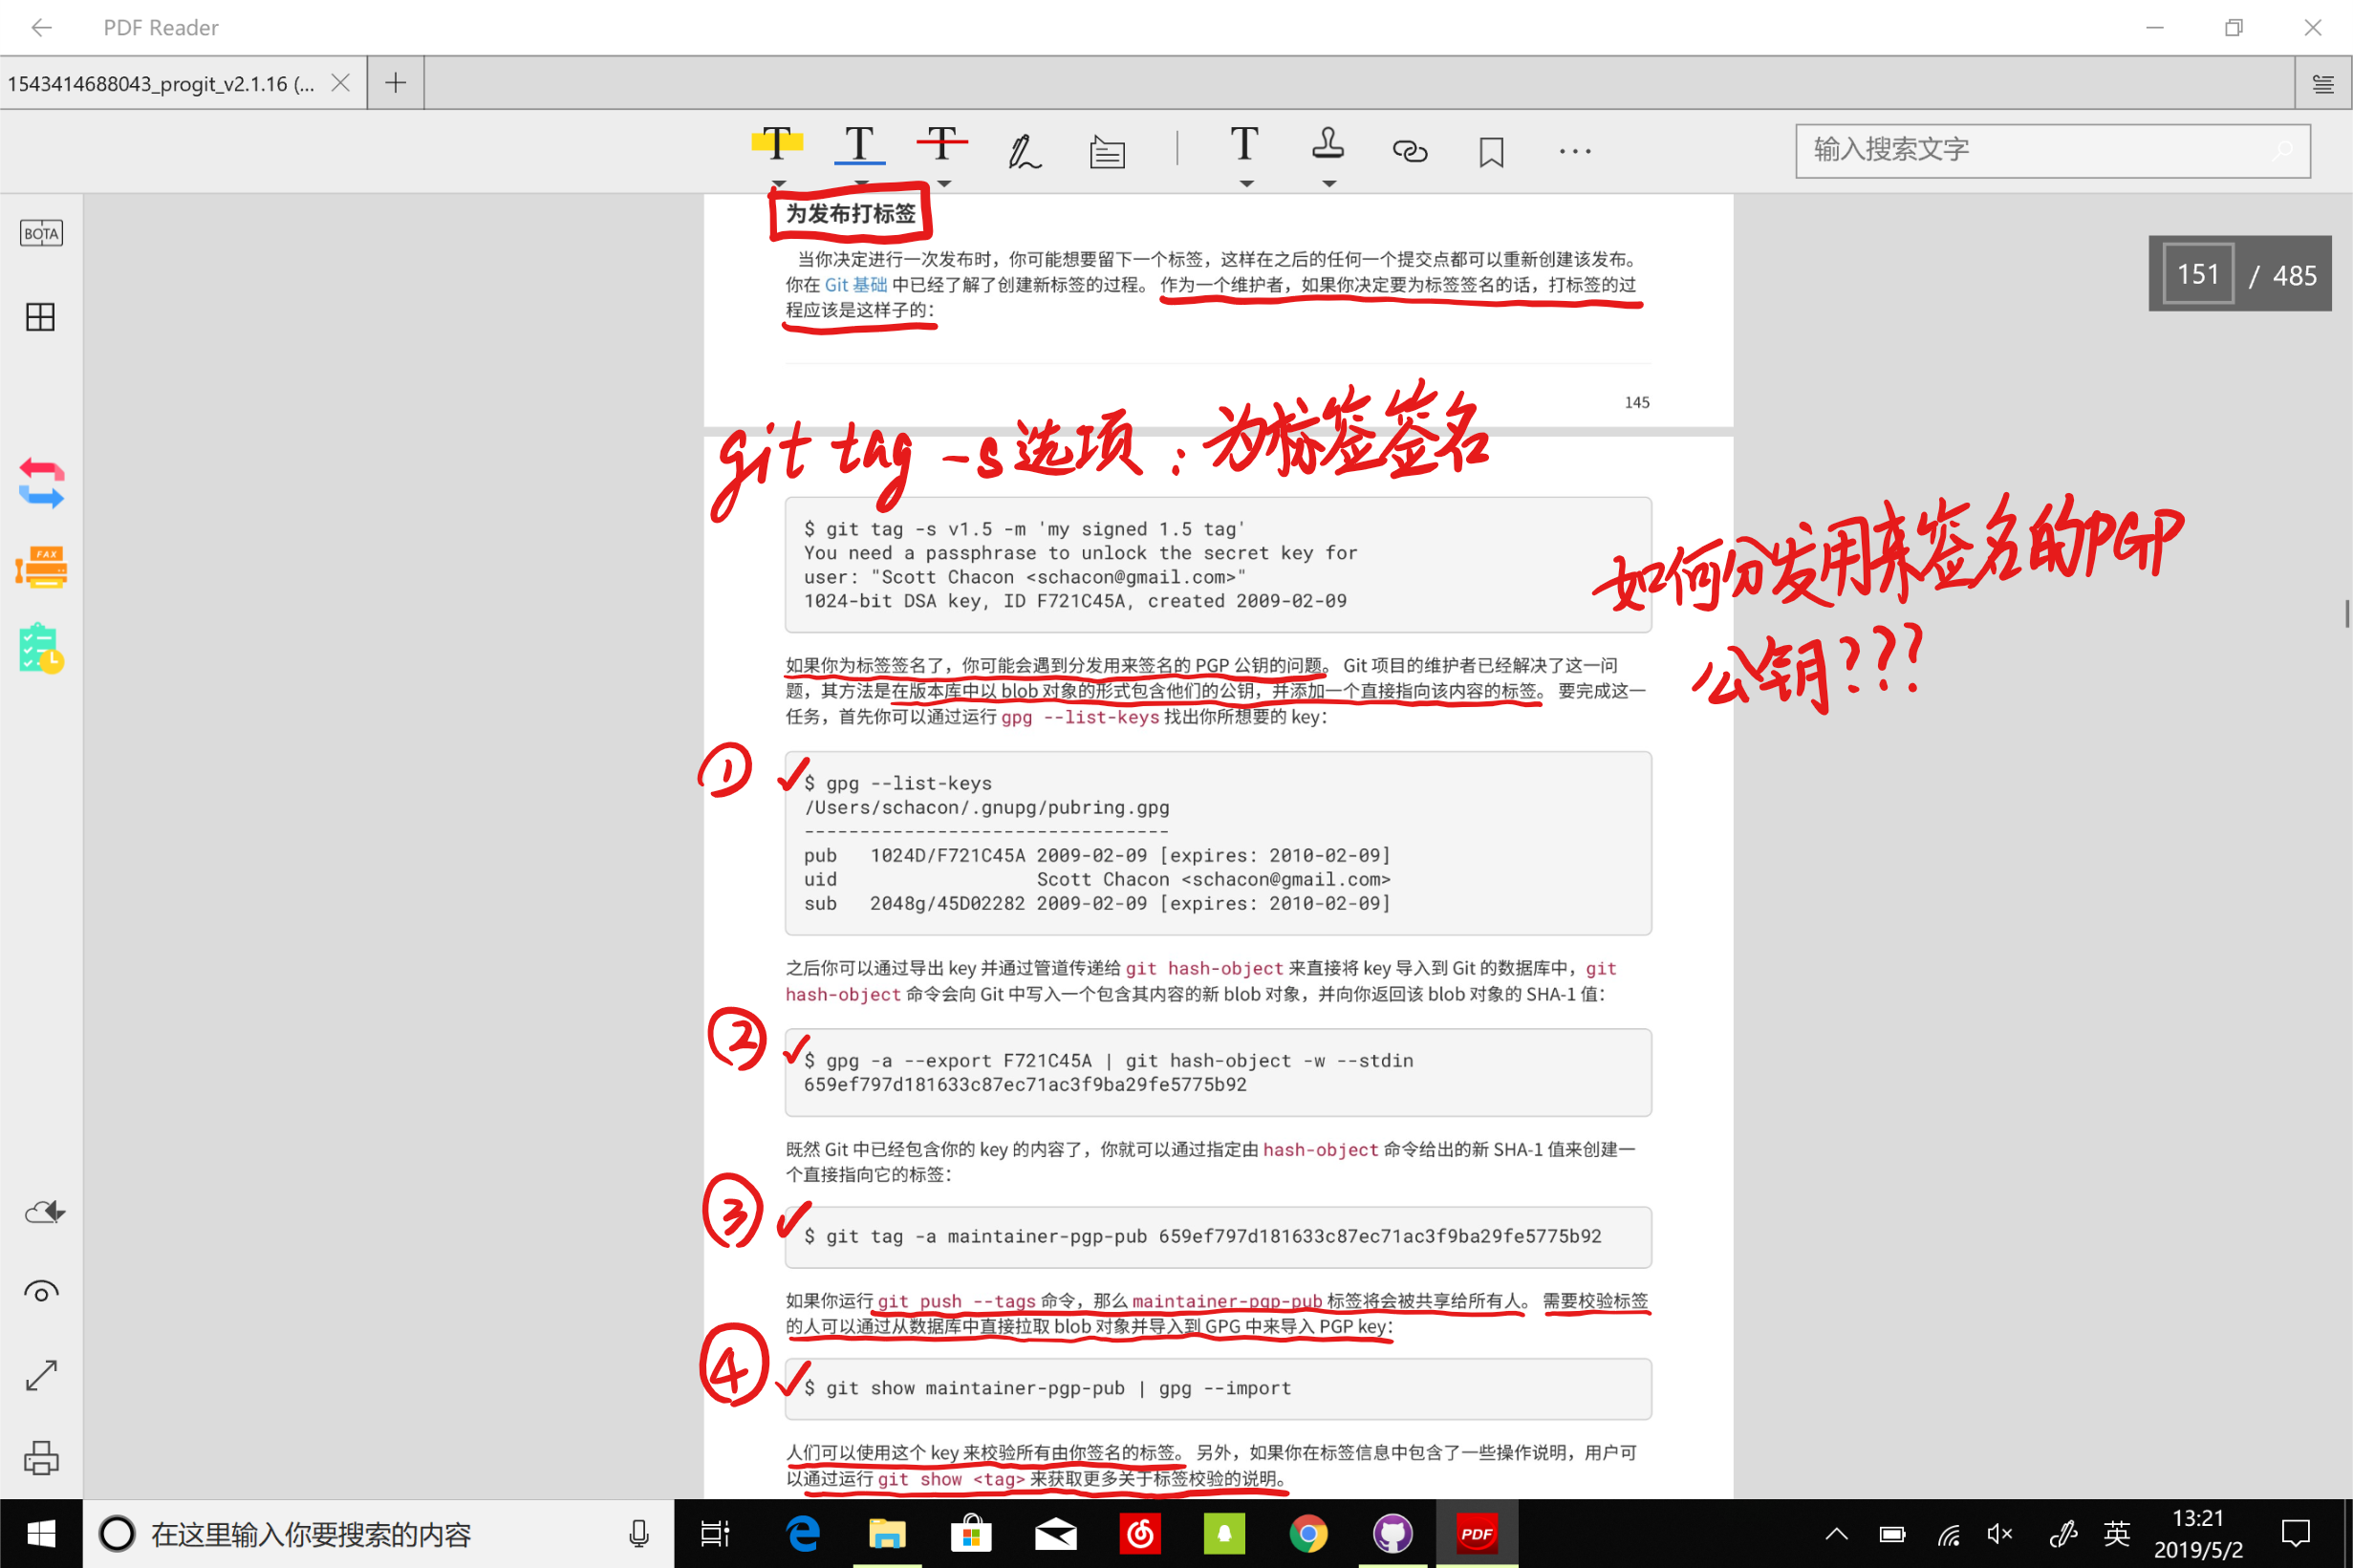 PDF Reader
1543414688043_progit_v2.1.16 (...
输入搜索文字
BOTA
151 / 485
为发布打标签
当你决定进行一次发布时，你可能想要留下一个标签，这样在之后的任何一个提交点都可以重新创建该发布。
你在 Git 基础 中已经了解了创建新标签的过程。 作为一个维护者，如果你决定要为标签签名的话，打标签的过
程应该是这样子的：
145
git tag -s选项：为标签签名
$ git tag -s v1.5 -m 'my signed 1.5 tag'
You need a passphrase to unlock the secret key for
user: "Scott Chacon <schacon@gmail.com>"
1024-bit DSA key, ID F721C45A, created 2009-02-09
如何分发用来签名的PGP
公钥???
如果你为标签签名了，你可能会遇到分发用来签名的 PGP 公钥的问题。 Git 项目的维护者已经解决了这一问
题，其方法是在版本库中以 blob 对象的形式包含他们的公钥，并添加一个直接指向该内容的标签。 要完成这一
任务，首先你可以通过运行 gpg --list-keys 找出你所想要的 key：
①
$ gpg --list-keys
/Users/schacon/.gnupg/pubring.gpg
---------------------------------
pub   1024D/F721C45A 2009-02-09 [expires: 2010-02-09]
uid                  Scott Chacon <schacon@gmail.com>
sub   2048g/45D02282 2009-02-09 [expires: 2010-02-09]
之后你可以通过导出 key 并通过管道传递给 git hash-object 来直接将 key 导入到 Git 的数据库中，git
hash-object 命令会向 Git 中写入一个包含其内容的新 blob 对象，并向你返回该 blob 对象的 SHA-1 值：
②
$ gpg -a --export F721C45A | git hash-object -w --stdin
659ef797d181633c87ec71ac3f9ba29fe5775b92
既然 Git 中已经包含你的 key 的内容了，你就可以通过指定由 hash-object 命令给出的新 SHA-1 值来创建一
个直接指向它的标签：
③
$ git tag -a maintainer-pgp-pub 659ef797d181633c87ec71ac3f9ba29fe5775b92
如果你运行 git push --tags 命令，那么 maintainer-pgp-pub 标签将会被共享给所有人。 需要校验标签
的人可以通过从数据库中直接拉取 blob 对象并导入到 GPG 中来导入 PGP key：
④
$ git show maintainer-pgp-pub | gpg --import
人们可以使用这个 key 来校验所有由你签名的标签。 另外，如果你在标签信息中包含了一些操作说明，用户可
以通过运行 git show <tag> 来获取更多关于标签校验的说明。
FAX
在这里输入你要搜索的内容
PDF
英
13:21
2019/5/2